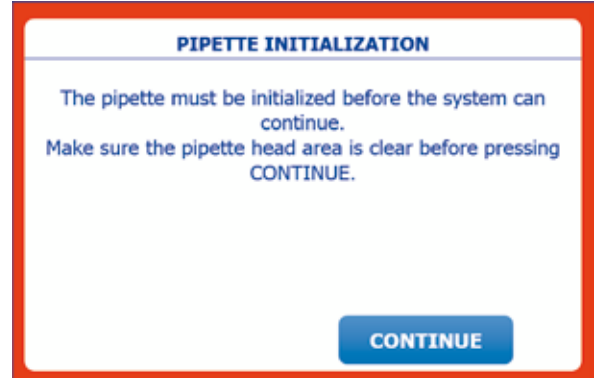 PIPETTE INITIALIZATION
The pipette must be initialized before the system can
continue.
Make sure the pipette head area is clear before pressing
CONTINUE.
CONTINUE